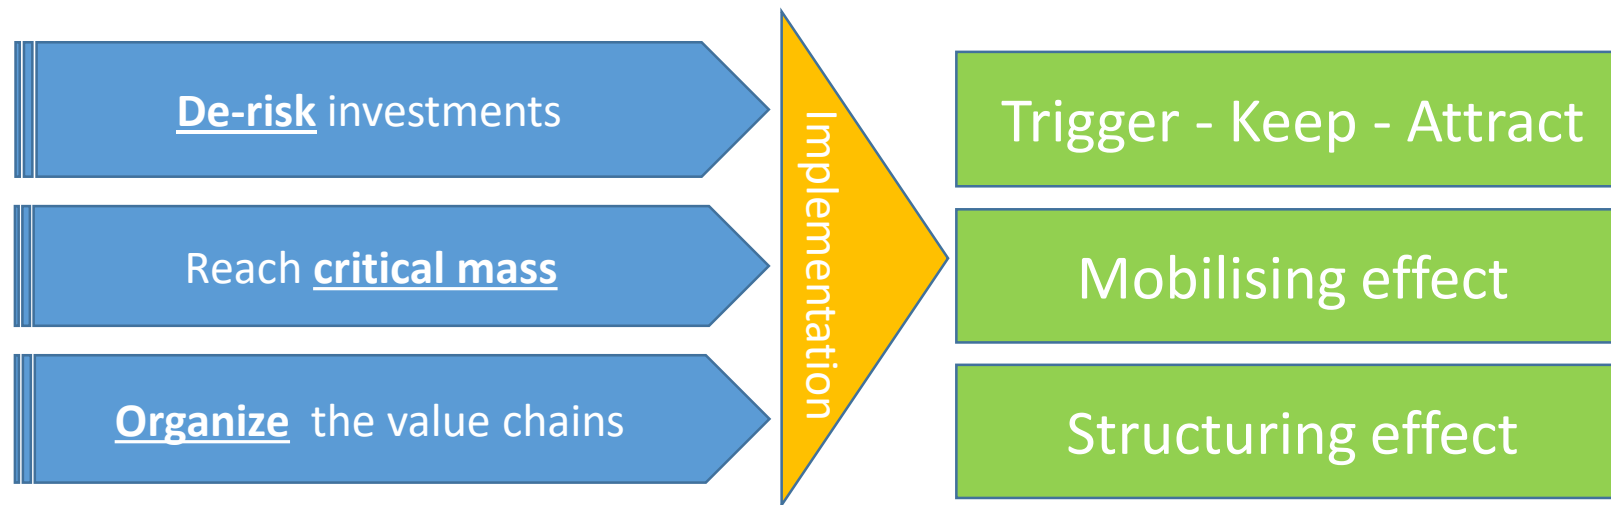 De-risk investments
Reach critical mass
Organize the value chains
Implementation
Trigger - Keep - Attract
Mobilising effect
Structuring effect